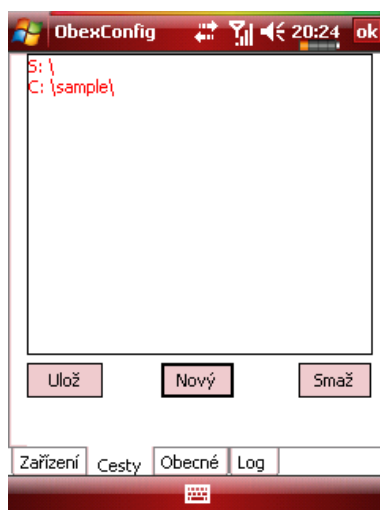 ObexConfig 20:24 ok
S: \
C: \sample\
Ulož Nový Smaž
Zařízení Cesty Obecné Log